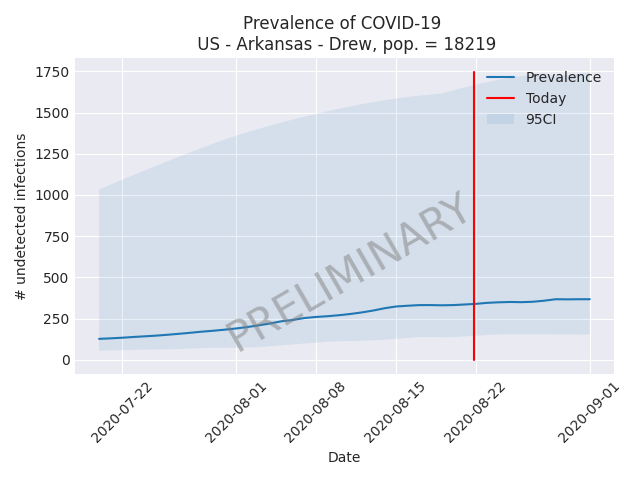 Prevalence of COVID-19
US - Arkansas - Drew, pop. = 18219
# undetected infections
1750
1500
1250
1000
750
500
250
0
Prevalence
Today
95CI
PRELIMINARY
2020-07-22
2020-08-01
2020-08-08
2020-08-15
2020-08-22
2020-09-01
Date